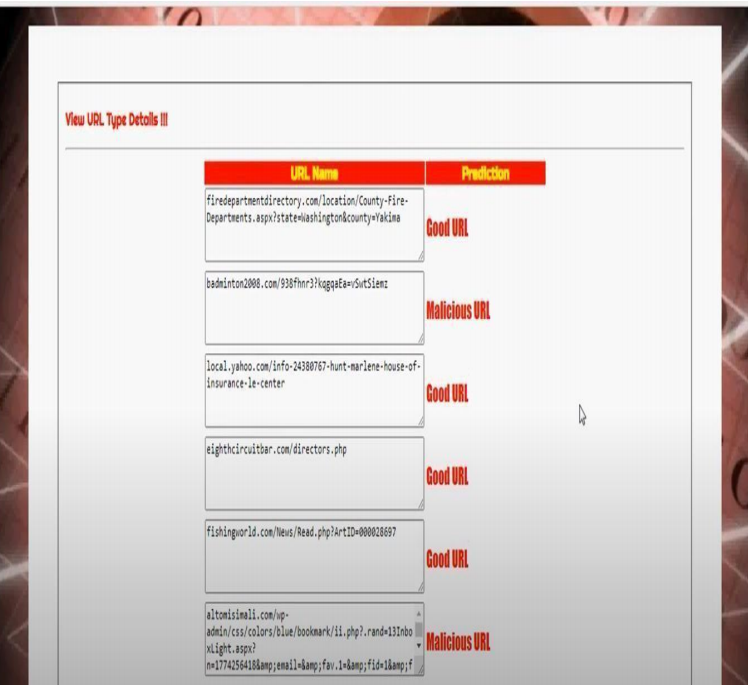 View URL Type Details !!!
URL Name Prediction
firedepartmentdirectory.com/location/County-Fire-
Departments.aspx?state=Washington&county=Yakima
Good URL
badminton2008.com/938fhnr3?kqgqaEa=vSwtSiemz
Malicious URL
local.yahoo.com/info-24380767-hunt-marlene-house-of-
insurance-le-center
Good URL
eighthcircuitbar.com/directors.php
Good URL
fishingworld.com/News/Read.php?ArtID=000028697
Good URL
altomisimali.com/wp-
admin/css/colors/blue/bookmark/ii.php?.rand=13Inbo
xLight.aspx?
n=1774256418&amp;email=&amp;fav.1=&amp;fid=1&amp;f
Malicious URL